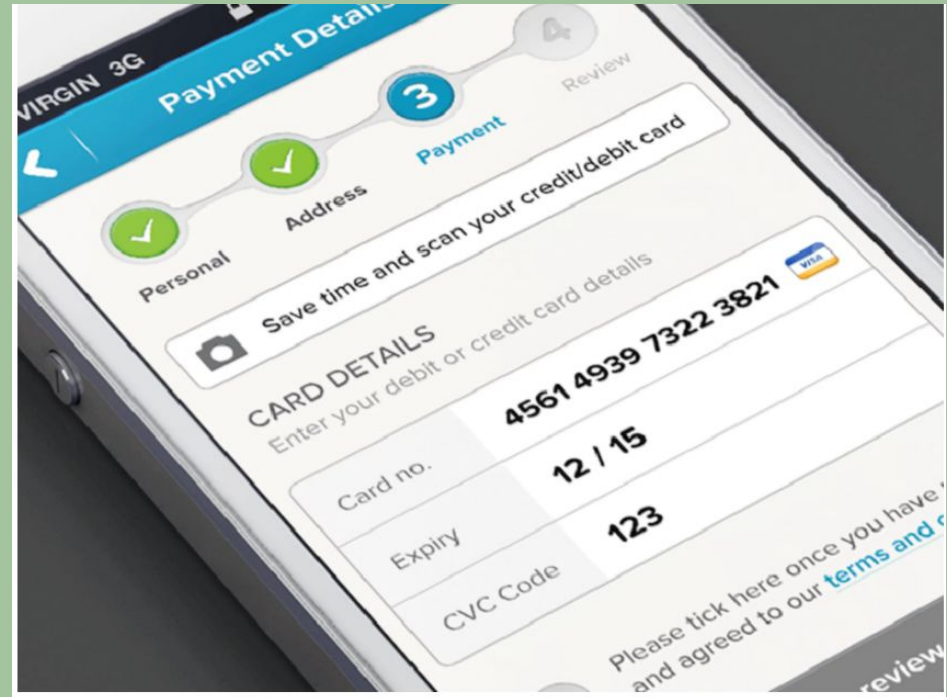 VIRGIN 3G
Payment Details
3
4
Personal
Address
Payment
Review
Save time and scan your credit/debit card
CARD DETAILS
Enter your debit or credit card details
Card no. 4561 4939 7322 3821 VISA
Expiry 12 / 15
CVC Code 123
Please tick here once you have
and agreed to our terms and
review